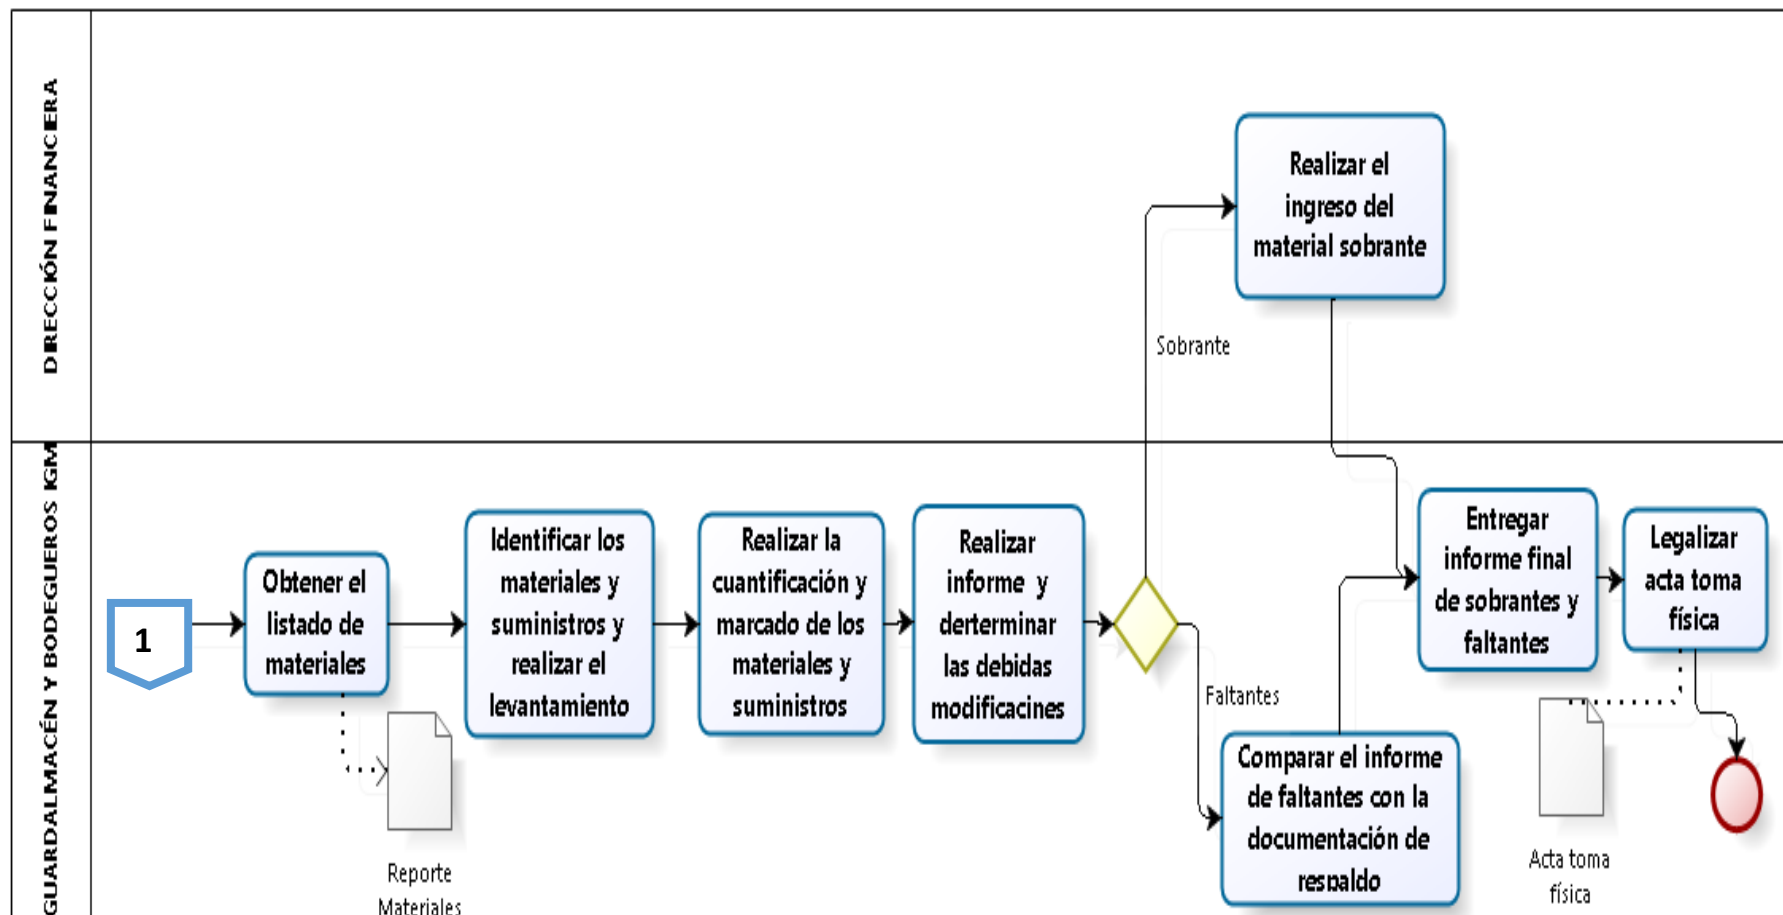 DIRECCIÓN FINANCIERA
Realizar el
ingreso del
material sobrante
Sobrante
GUARDALMACÉN Y BODEGUEROS IGM
1
Obtener el
listado de
materiales
Reporte
Materiales
Identificar los
materiales y
suministros y
realizar el
levantamiento
Realizar la
cuantificación y
marcado de los
materiales y
suministros
Realizar
informe y
derterminar
las debidas
modificacines
Faltantes
Comparar el informe
de faltantes con la
documentación de
respaldo
Entregar
informe final
de sobrantes y
faltantes
Legalizar
acta toma
física
Acta toma
física